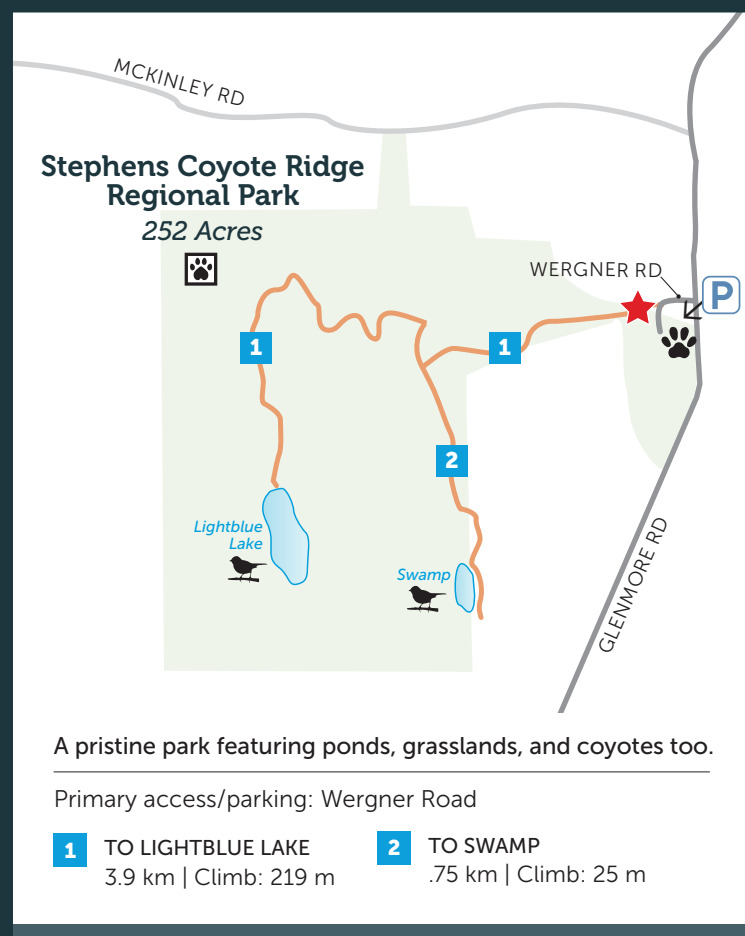 MCKINLEY RD
Stephens Coyote Ridge
Regional Park
252 Acres
WERGNER RD
P
1
1
2
Lightblue
Lake
Swamp
GLENMORE RD
A pristine park featuring ponds, grasslands, and coyotes too.
Primary access/parking: Wergner Road
1 TO LIGHTBLUE LAKE
3.9 km | Climb: 219 m
2 TO SWAMP
.75 km | Climb: 25 m